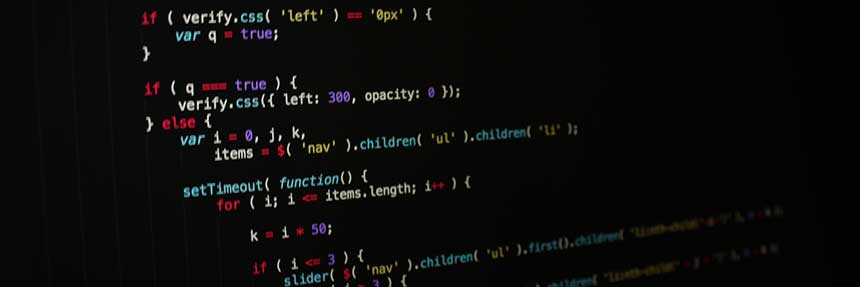 if ( verify.css( 'left' ) == '0px' ) {
var q = true;
}
if ( q === true ) {
verify.css({ left: 300, opacity: 0 });
} else {
var i = 0, j, k,
items = $( 'nav' ).children( 'ul' ).children( 'li' );
setTimeout( function() {
for ( i; i <= items.length; i++ ) {
k = i * 50;
if ( i <= 3 ) {
slider( $( 'nav' ).children( 'ul' ).first().children(
3 ) {